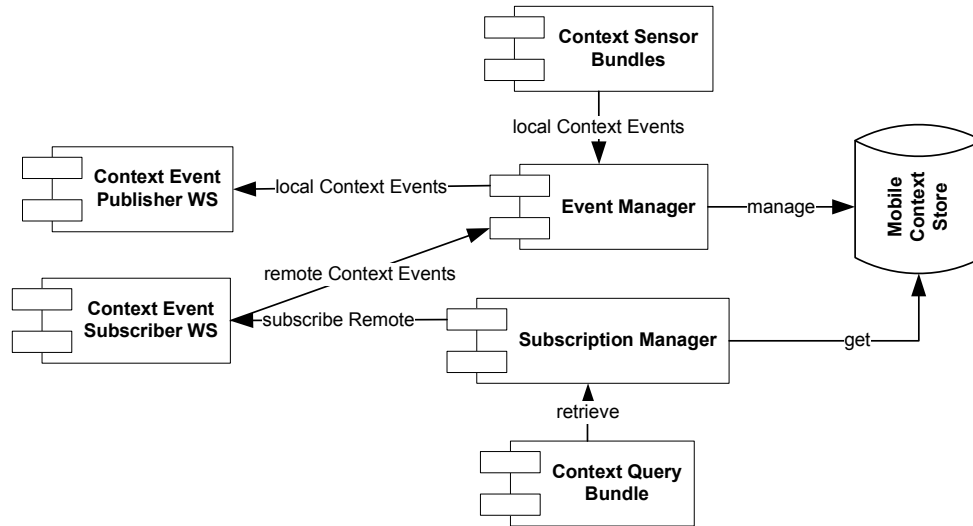 Context Sensor
Bundles
local Context Events
Context Event
Publisher WS
local Context Events
Event Manager
manage
Mobile
Context
Store
remote Context Events
Context Event
Subscriber WS
subscribe Remote
Subscription Manager
get
retrieve
Context Query
Bundle